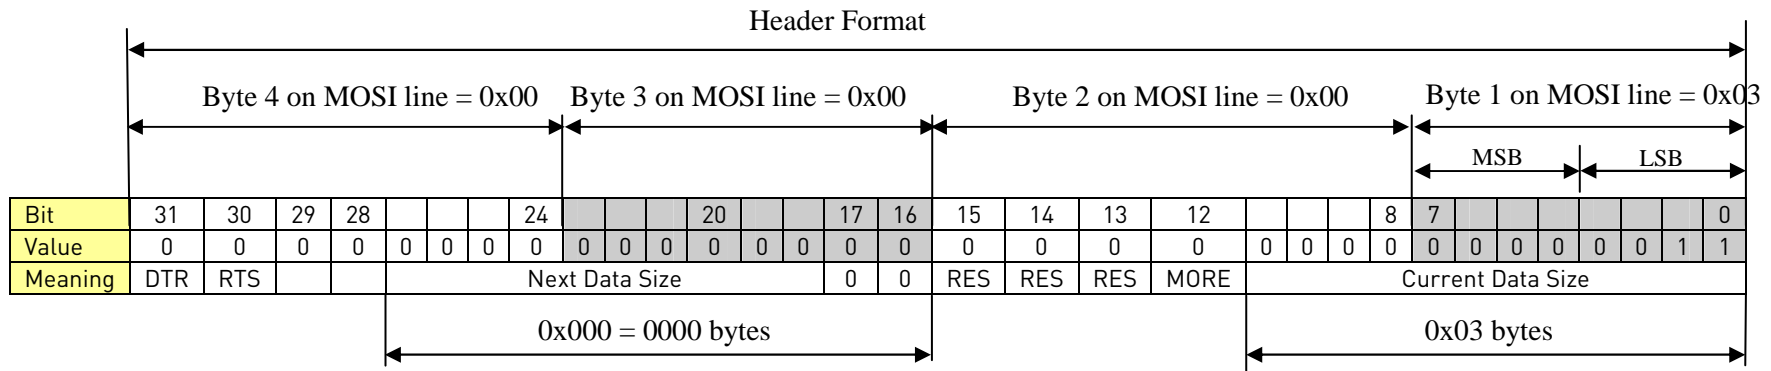 Header Format
Byte 4 on MOSI line = 0x00 Byte 3 on MOSI line = 0x00 Byte 2 on MOSI line = 0x00 Byte 1 on MOSI line = 0x03
MSB LSB
Bit 31 30 29 28 24 20 17 16 15 14 13 12 8 7 0
Value 0 0 0 0 0 0 0 0 0 0 0 0 0 0 0 0 0 0 0 0 0 0 0 0 0 0 0 0 0 0 1 1
Meaning DTR RTS Next Data Size 0 0 RES RES RES MORE Current Data Size
0x000 = 0000 bytes 0x03 bytes